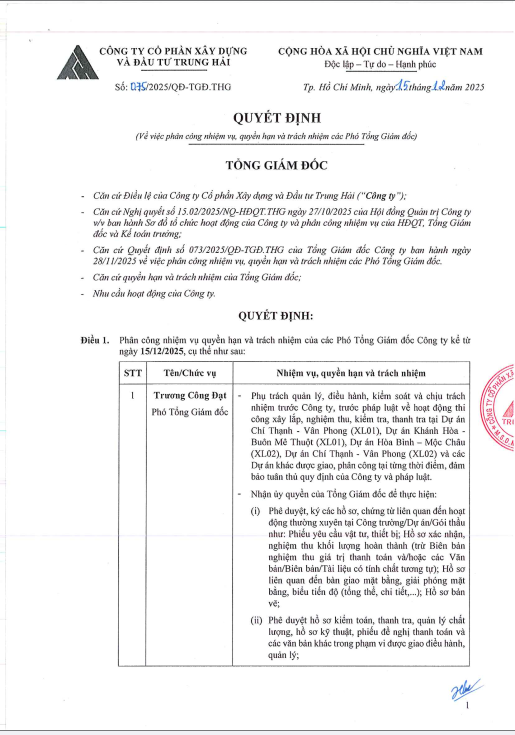 CÔNG TY CỔ PHẦN XÂY DỰNG
VÀ ĐẦU TƯ TRUNG HẢI
CỘNG HÒA XÃ HỘI CHỦ NGHĨA VIỆT NAM
Độc lập – Tự do – Hạnh phúc
Số: 075/2025/QĐ-TGĐ.THG
Tp. Hồ Chí Minh, ngày 15 tháng 12 năm 2025
QUYẾT ĐỊNH
(Về việc phân công nhiệm vụ, quyền hạn và trách nhiệm các Phó Tổng Giám đốc)
TỔNG GIÁM ĐỐC
- Căn cứ Điều lệ của Công ty Cổ phần Xây dựng và Đầu tư Trung Hải (“Công ty”);
- Căn cứ Nghị quyết số 15.02/2025/NQ-HĐQT.THG ngày 27/10/2025 của Hội đồng Quản trị Công ty
v/v ban hành Sơ đồ tổ chức hoạt động của Công ty và phân công nhiệm vụ của HĐQT, Tổng Giám
đốc và Kế toán trưởng;
- Căn cứ Quyết định số 073/2025/QĐ-TGĐ.THG của Tổng Giám đốc Công ty ban hành ngày
28/11/2025 về việc phân công nhiệm vụ, quyền hạn và trách nhiệm các Phó Tổng Giám đốc.
- Căn cứ quyền hạn và trách nhiệm của Tổng Giám đốc;
- Nhu cầu hoạt động của Công ty.
QUYẾT ĐỊNH:
Điều 1. Phân công nhiệm vụ quyền hạn và trách nhiệm của các Phó Tổng Giám đốc Công ty kể từ
ngày 15/12/2025, cụ thể như sau:
STT Tên/Chức vụ Nhiệm vụ, quyền hạn và trách nhiệm
1 Trương Công Đạt
Phó Tổng Giám đốc
- Phụ trách quản lý, điều hành, kiểm soát và chịu trách
nhiệm trước Công ty, trước pháp luật về hoạt động thi
công xây lắp, nghiệm thu, kiểm tra, thanh tra tại Dự án
Chí Thạnh - Vân Phong (XL01), Dự án Khánh Hòa -
Buôn Mê Thuột (XL01), Dự án Hòa Bình – Mộc Châu
(XL02), Dự án Chí Thạnh - Vân Phong (XL02) và các
Dự án khác được giao, phân công tại từng thời điểm, đảm
bảo tuân thủ quy định của Công ty và pháp luật.
- Nhận ủy quyền của Tổng Giám đốc để thực hiện:
(i) Phê duyệt, ký các hồ sơ, chứng từ liên quan đến hoạt
động thường xuyên tại Công trường/Dự án/Gói thầu
như: Phiếu yêu cầu vật tư, thiết bị; Hồ sơ xác nhận,
nghiệm thu khối lượng hoàn thành (trừ Biên bản
nghiệm thu giá trị thanh toán và/hoặc các Văn
bản/Biên bản/Tài liệu có tính chất tương tự); Hồ sơ
liên quan đến bàn giao mặt bằng, giải phóng mặt
bằng, biểu tiến độ (tổng thể, chi tiết,...); Hồ sơ bản
vẽ;
(ii) Phê duyệt hồ sơ kiểm toán, thanh tra, quản lý chất
lượng, hồ sơ kỹ thuật, phiếu đề nghị thanh toán và
các văn bản khác trong phạm vi được giao điều hành,
quản lý;
1